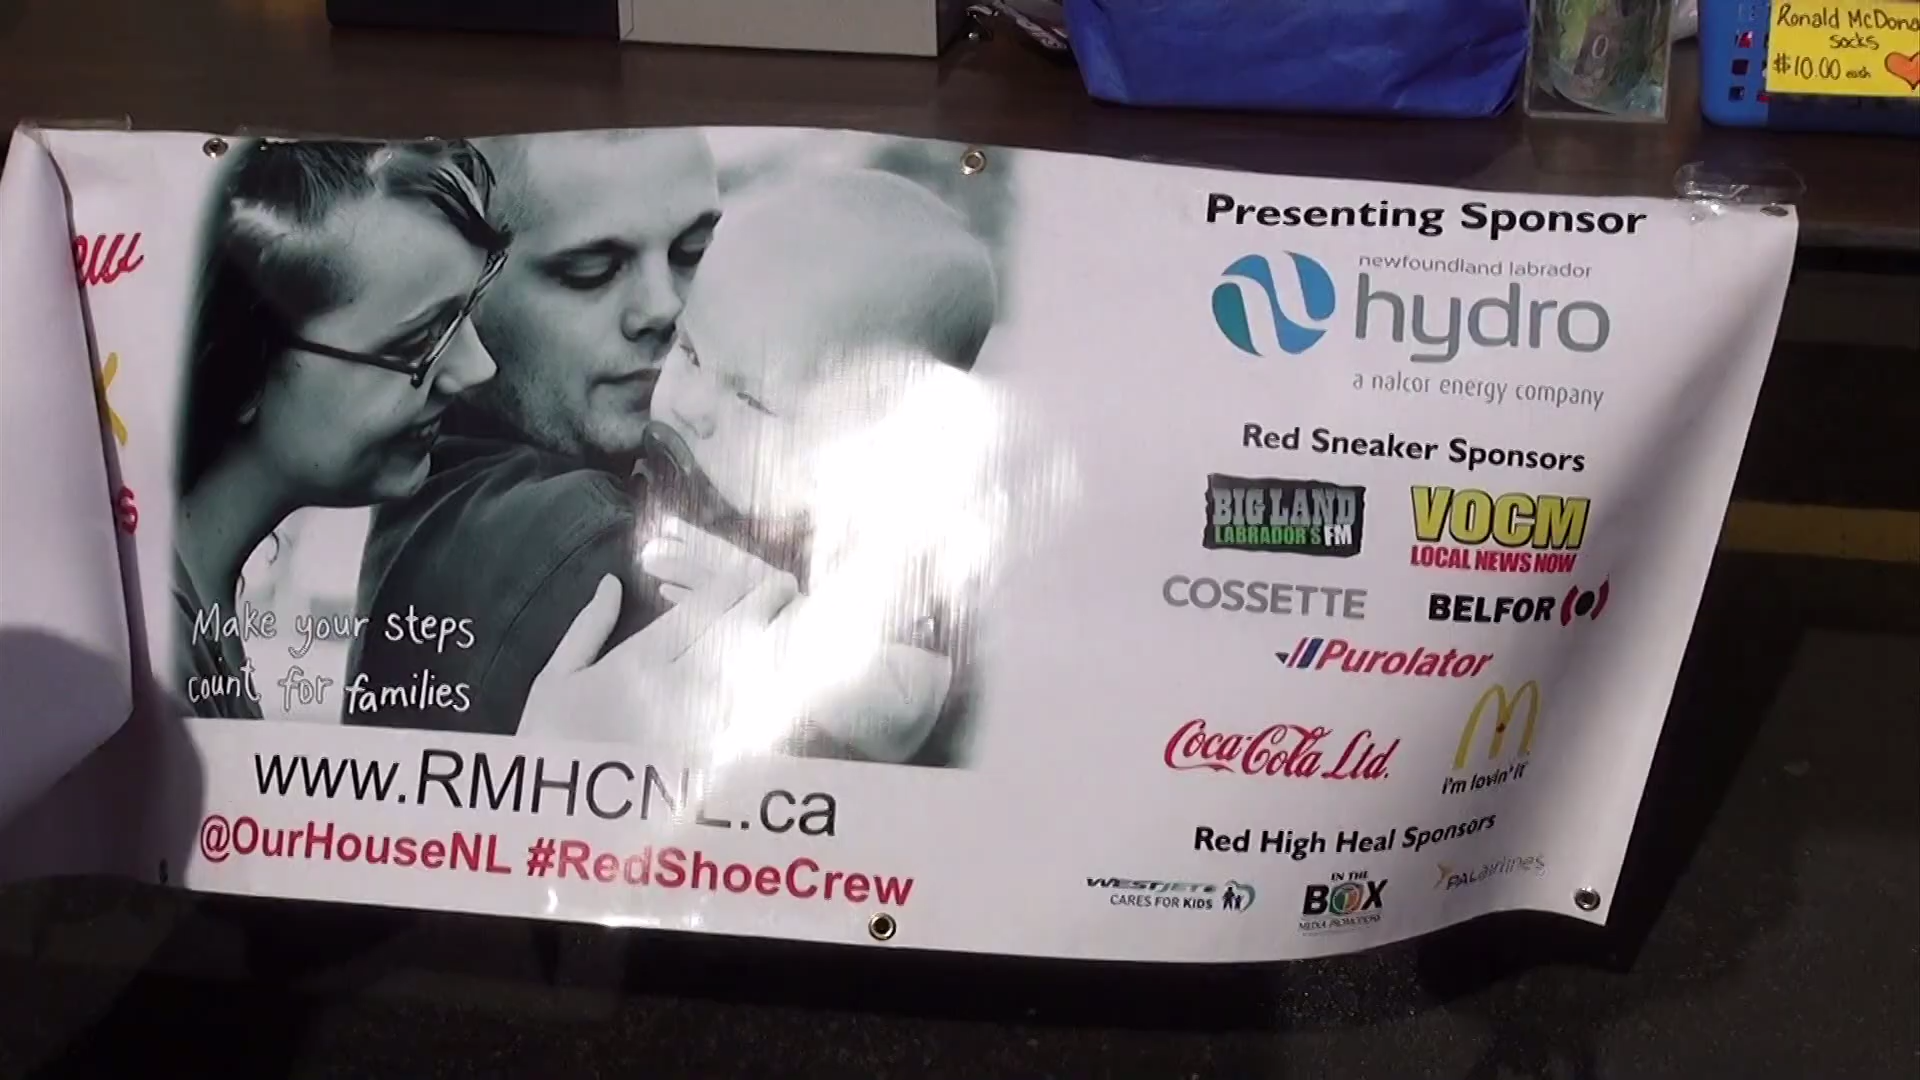 Ronald McDona
socks
$10.00 each
Make your steps
count for families
www.RMHCNL.ca
@OurHouseNL #RedShoeCrew
Presenting Sponsor
newfoundland labrador
hydro
a nalcor energy company
Red Sneaker Sponsors
BIG LAND
LABRADOR'S FM
VOCM
LOCAL NEWS NOW
COSSETTE
BELFOR
Purolator
Coca-Cola Ltd.
i'm lovin' it
Red High Heal Sponsors
WESTJET
CARES FOR KIDS
IN THE
BOX
PAL airlines